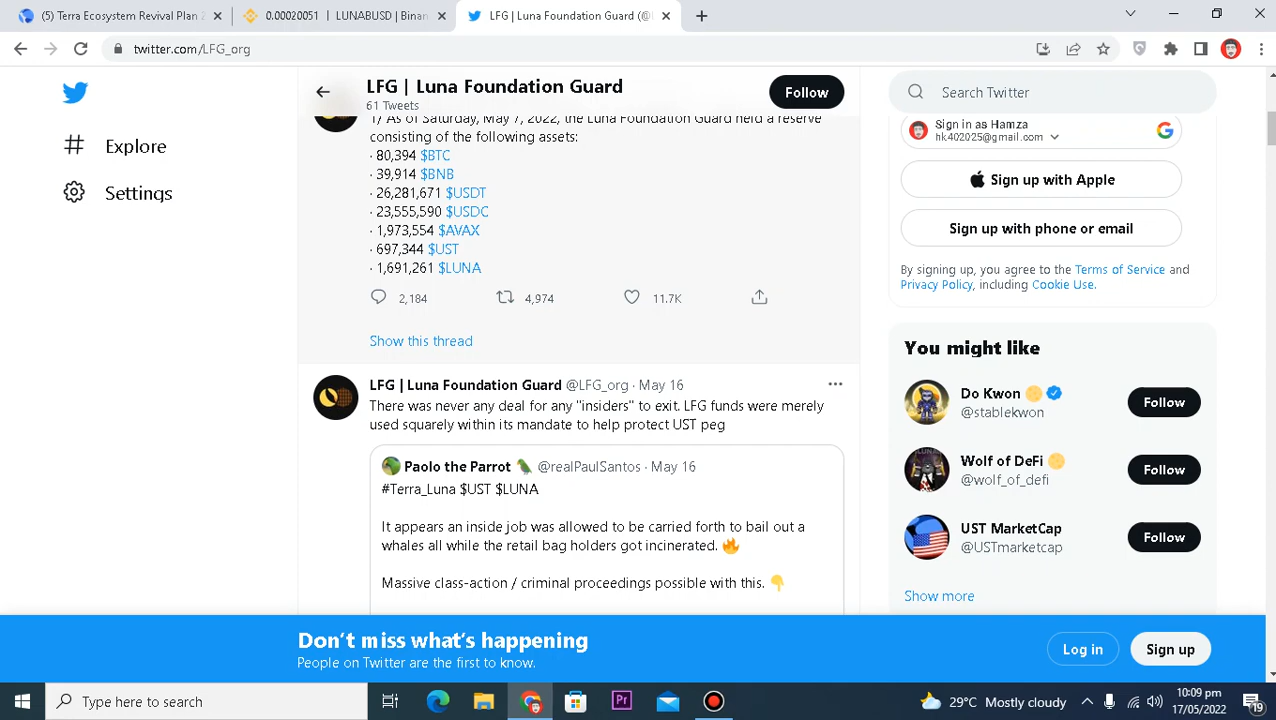 (5) Terra Ecosystem Revival Plan 2
0.00020051 | LUNABUSD | Binan
LFG | Luna Foundation Guard (@
twitter.com/LFG_org
LFG | Luna Foundation Guard
61 Tweets
Follow
Search Twitter
Explore
Settings
1/ As of Saturday, May 7, 2022, the Luna Foundation Guard held a reserve
consisting of the following assets:
· 80,394 $BTC
· 39,914 $BNB
· 26,281,671 $USDT
· 23,555,590 $USDC
· 1,973,554 $AVAX
· 697,344 $UST
· 1,691,261 $LUNA
2,184
4,974
11.7K
Show this thread
LFG | Luna Foundation Guard @LFG_org · May 16
There was never any deal for any "insiders" to exit. LFG funds were merely
used squarely within its mandate to help protect UST peg
Paolo the Parrot 🦜 @realPaulSantos · May 16
#Terra_Luna $UST $LUNA
It appears an inside job was allowed to be carried forth to bail out a
whales all while the retail bag holders got incinerated. 🔥
Massive class-action / criminal proceedings possible with this. 👇
Sign in as Hamza
hk402025@gmail.com
Sign up with Apple
Sign up with phone or email
By signing up, you agree to the Terms of Service and
Privacy Policy, including Cookie Use.
You might like
Do Kwon
@stablekwon
Follow
Wolf of DeFi
@wolf_of_defi
Follow
UST MarketCap
@USTmarketcap
Follow
Show more
Don't miss what's happening
People on Twitter are the first to know.
Log in
Sign up
Type here to search
Pr
29°C Mostly cloudy
10:09 pm
17/05/2022
19